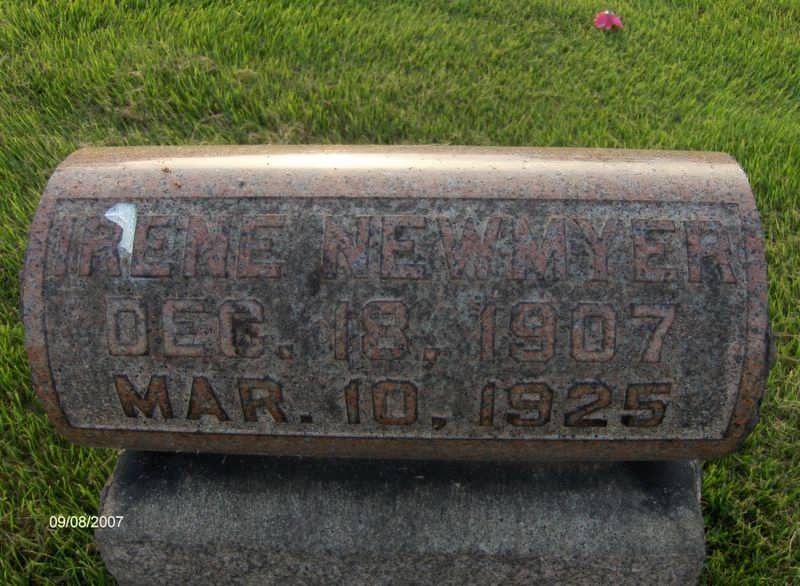 IRENE NEWMYER
DEC. 18, 1907
MAR. 10, 1925
09/08/2007